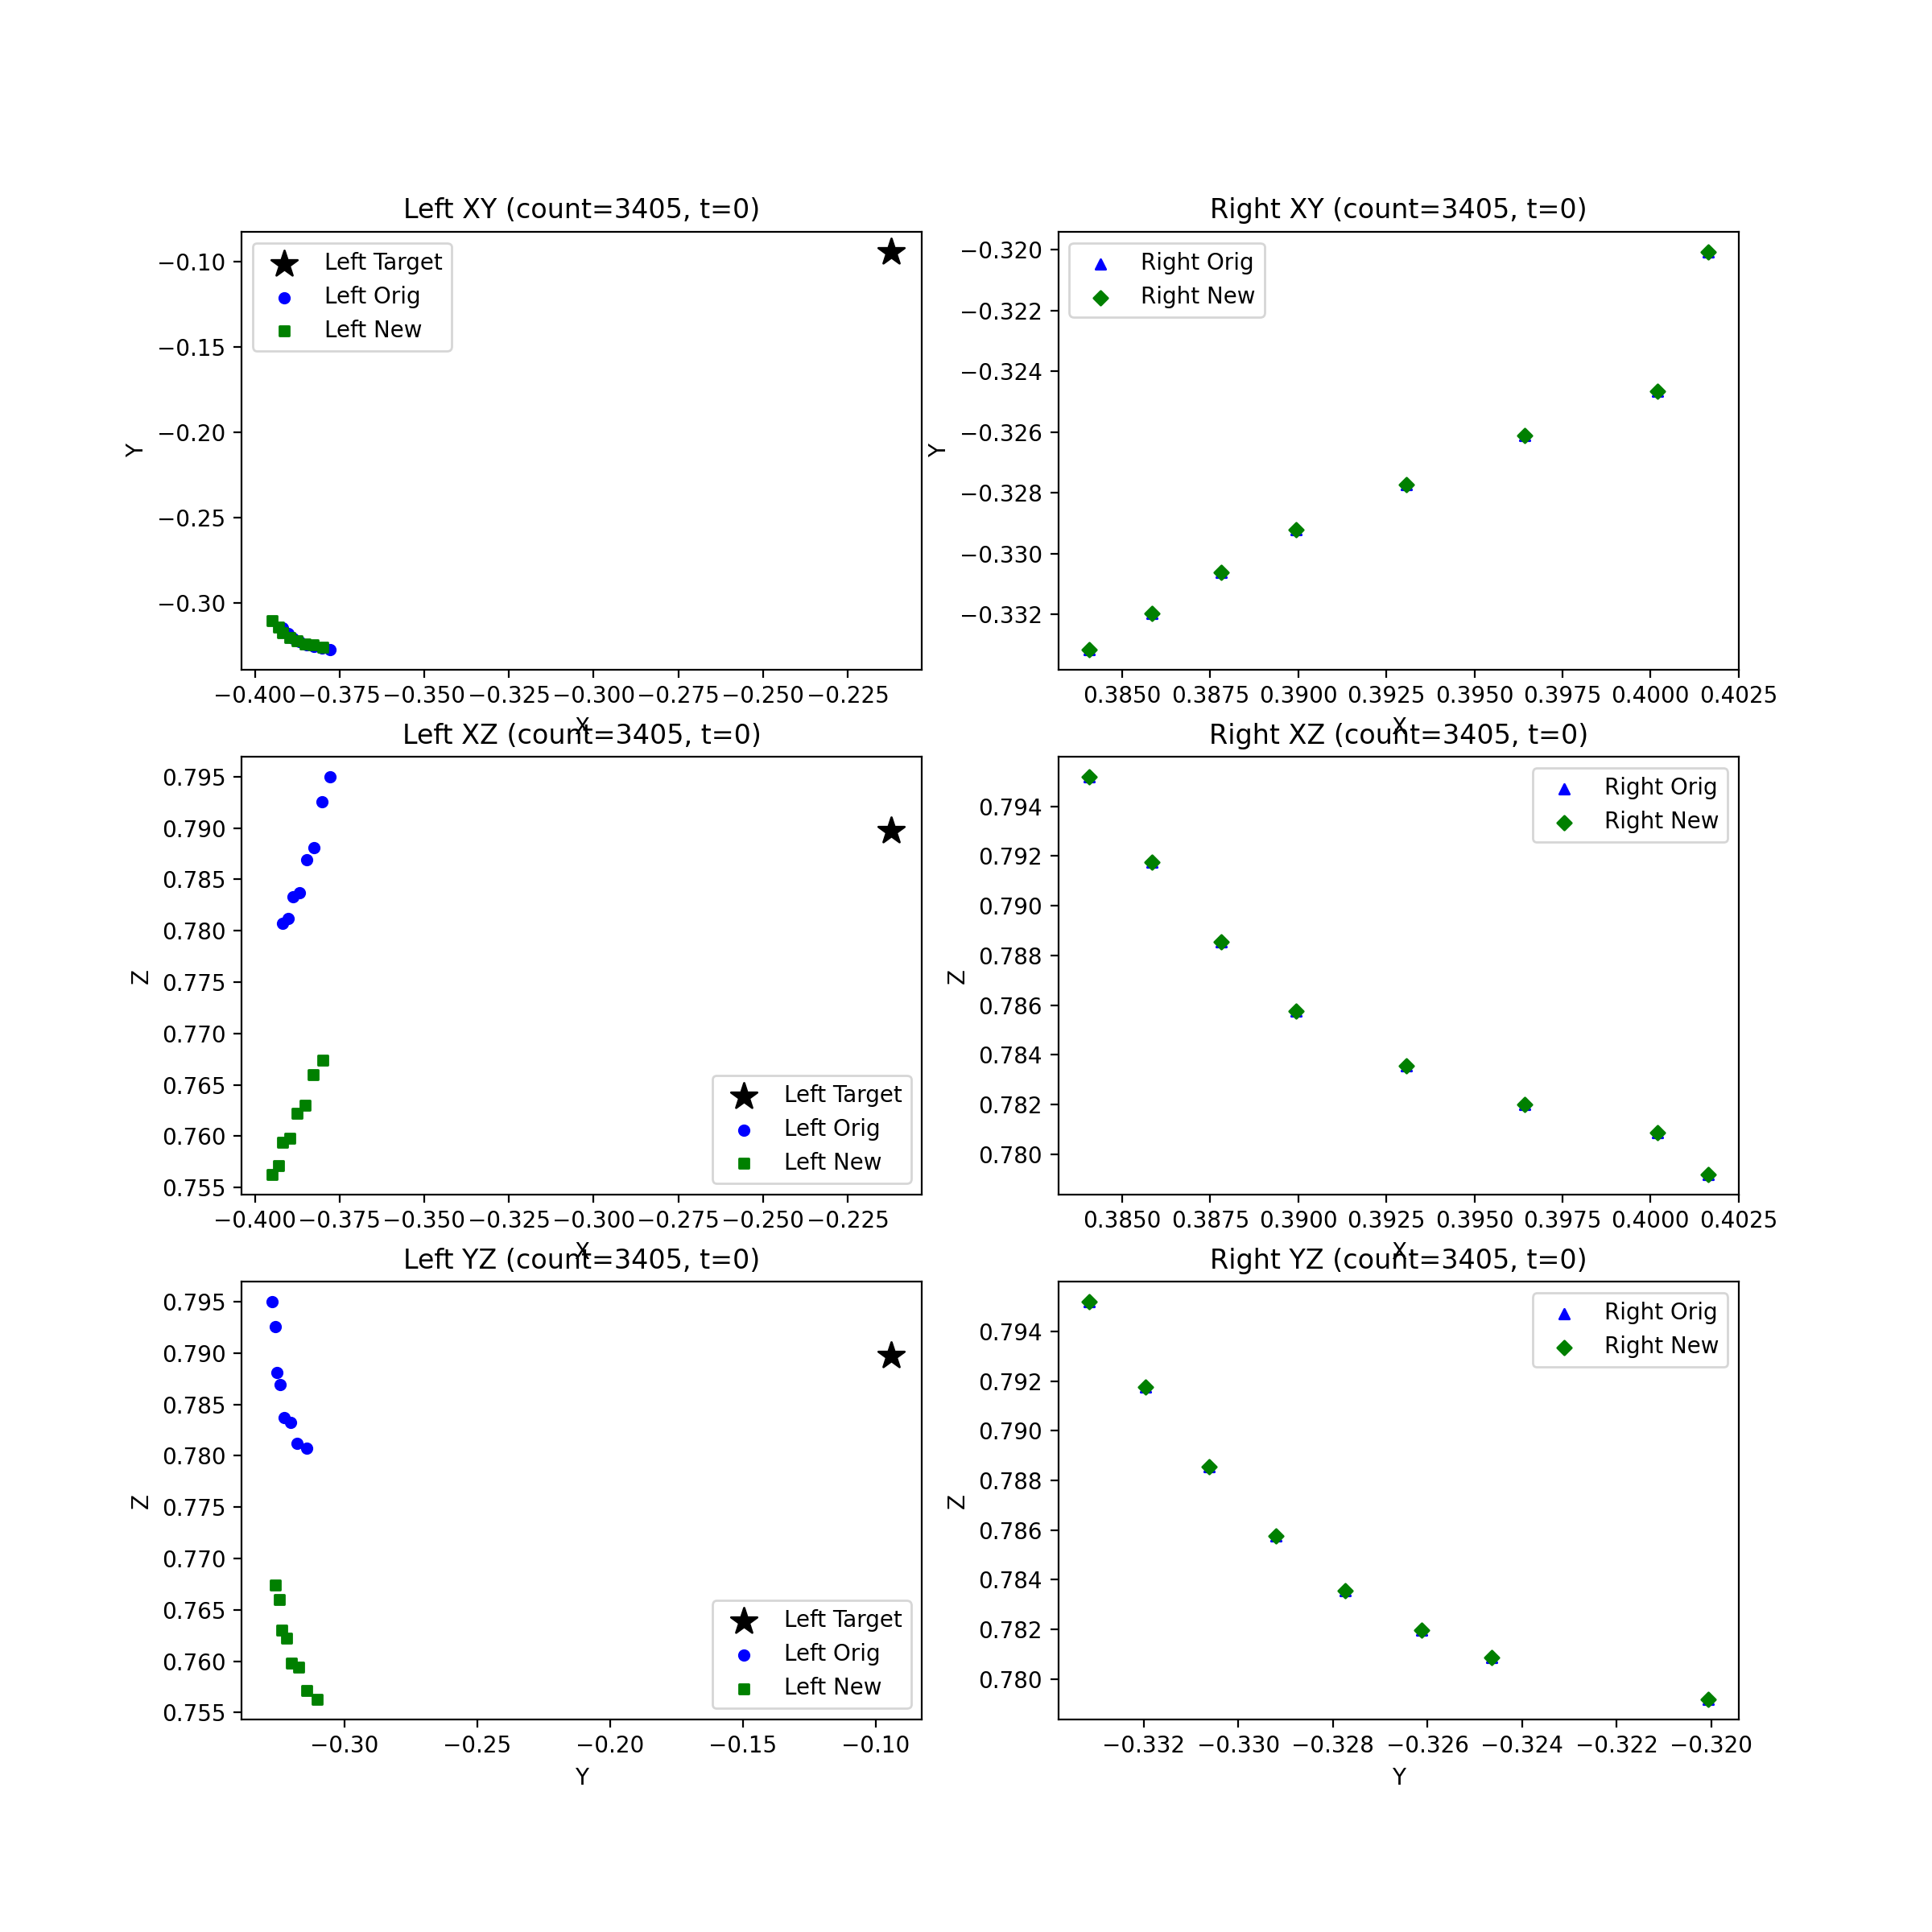 Left XY (count=3405, t=0)
Left Target
Left Orig
Left New
−0.10
−0.15
−0.20
−0.25
−0.30
Y
−0.400 −0.375 −0.350 −0.325 −0.300 −0.275 −0.250 −0.225
X
Right XY (count=3405, t=0)
Right Orig
Right New
−0.320
−0.322
−0.324
−0.326
−0.328
−0.330
−0.332
Y
0.3850 0.3875 0.3900 0.3925 0.3950 0.3975 0.4000 0.4025
X
Left XZ (count=3405, t=0)
0.795
0.790
0.785
0.780
0.775
0.770
0.765
0.760
0.755
Z
Left Target
Left Orig
Left New
−0.400 −0.375 −0.350 −0.325 −0.300 −0.275 −0.250 −0.225
X
Right XZ (count=3405, t=0)
Right Orig
Right New
0.794
0.792
0.790
0.788
0.786
0.784
0.782
0.780
Z
0.3850 0.3875 0.3900 0.3925 0.3950 0.3975 0.4000 0.4025
X
Left YZ (count=3405, t=0)
0.795
0.790
0.785
0.780
0.775
0.770
0.765
0.760
0.755
Z
Left Target
Left Orig
Left New
−0.30 −0.25 −0.20 −0.15 −0.10
Y
Right YZ (count=3405, t=0)
Right Orig
Right New
0.794
0.792
0.790
0.788
0.786
0.784
0.782
0.780
Z
−0.332 −0.330 −0.328 −0.326 −0.324 −0.322 −0.320
Y